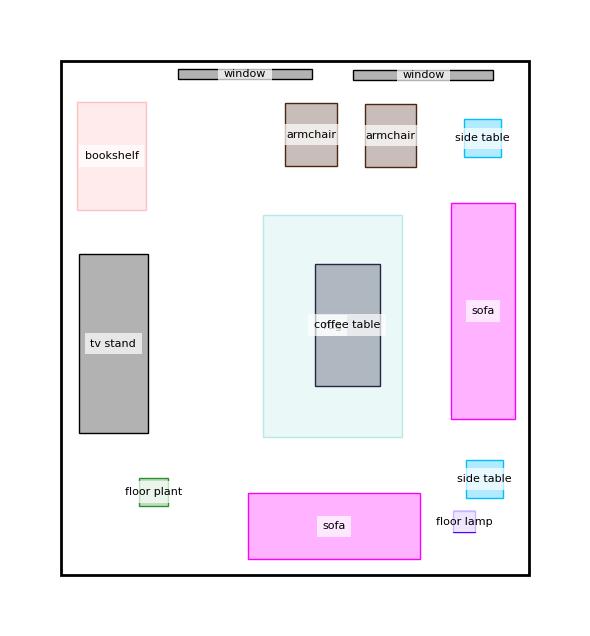 window
window
armchair
armchair
side table
bookshelf
sofa
coffee table
tv stand
side table
floor plant
floor lamp
sofa